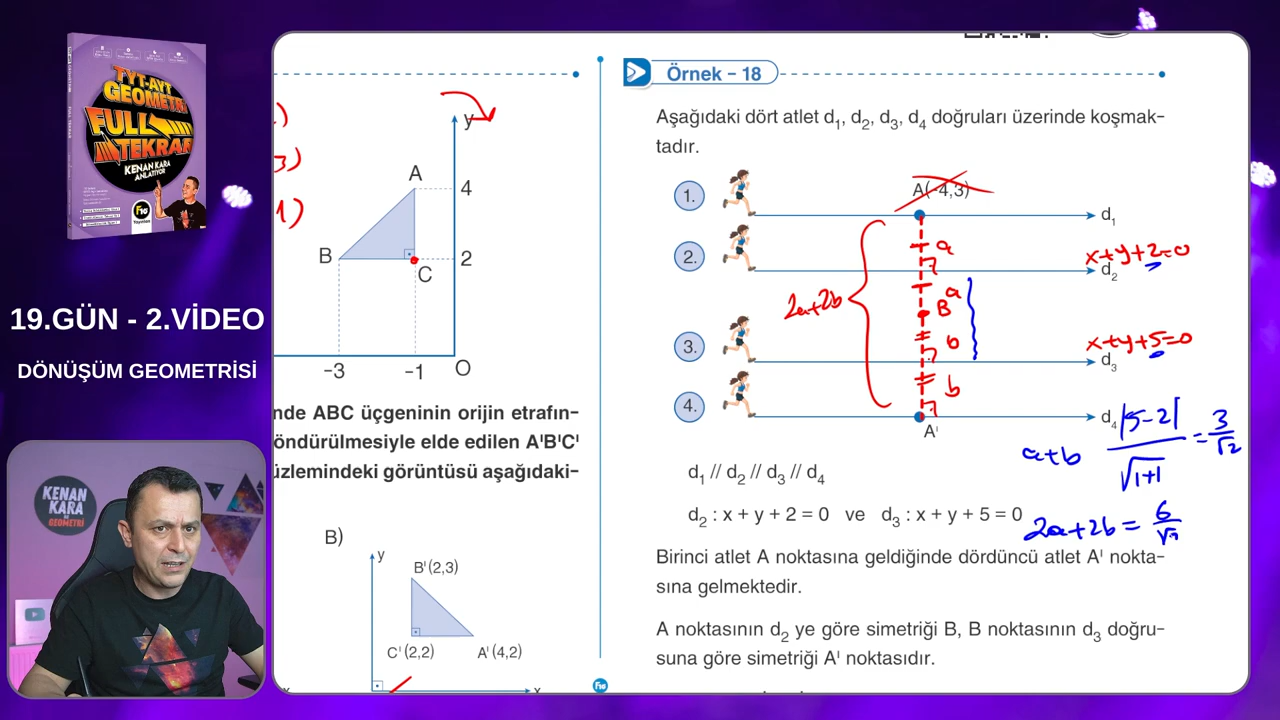 TYT-AYT
GEOMETRİ
FULL
TEKRAR
KENAN KARA
ANLATIYOR
19.GÜN - 2.VİDEO
DÖNÜŞÜM GEOMETRİSİ
KENAN
KARA
GEOMETRİ
3)
1)
y
A
4
B
2
C
-3
-1
O
nde ABC üçgeninin orijin etrafın-
öndürülmesiyle elde edilen A'B'C'
üzlemindeki görüntüsü aşağıdaki-
B)
y
B'(2,3)
C'(2,2)
A'(4,2)
x
x
Örnek - 18
Aşağıdaki dört atlet d1, d2, d3, d4 doğruları üzerinde koşmak-
tadır.
1.
A(-4,3)
d1
2.
x+y+2=0
d2
a
a
B
2a+2b
b
b
3.
x+y+5=0
d3
4.
d4
A'
a+b |5-2|/√1+1 = 3/√2
d1 // d2 // d3 // d4
d2 : x + y + 2 = 0 ve d3 : x + y + 5 = 0
2a+2b = 6/√2
Birinci atlet A noktasına geldiğinde dördüncü atlet A' nokta-
sına gelmektedir.
A noktasının d2 ye göre simetriği B, B noktasının d3 doğru-
suna göre simetriği A' noktasıdır.